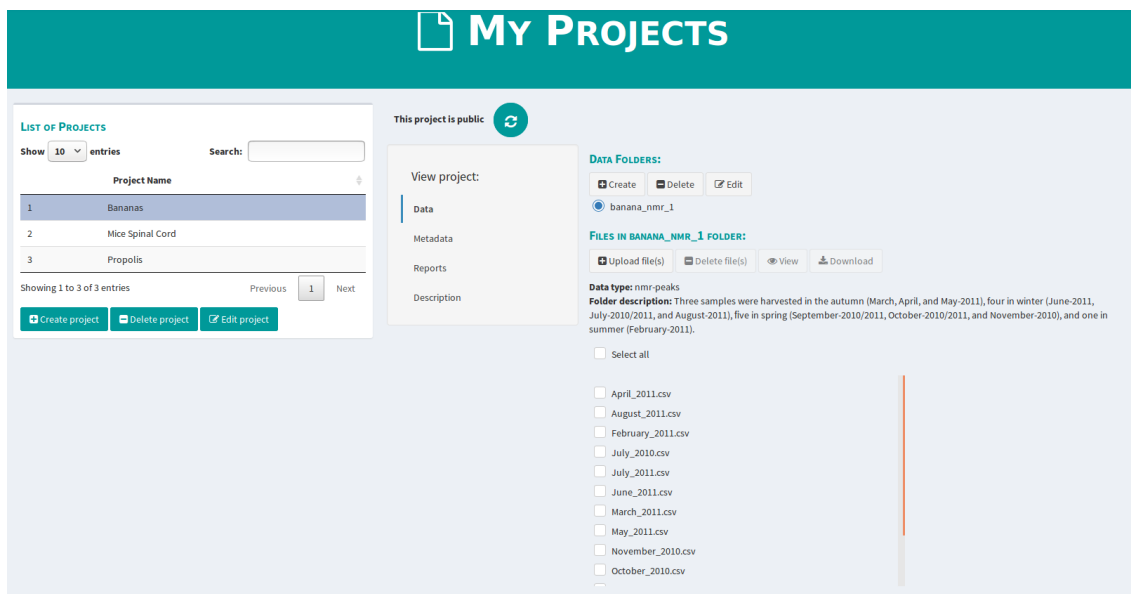 MY PROJECTS
LIST OF PROJECTS
Show 10 entries Search:
Project Name
1 Bananas
2 Mice Spinal Cord
3 Propolis
Showing 1 to 3 of 3 entries Previous 1 Next
Create project Delete project Edit project
This project is public
View project:
Data
Metadata
Reports
Description
DATA FOLDERS:
Create Delete Edit
banana_nmr_1
FILES IN BANANA_NMR_1 FOLDER:
Upload file(s) Delete file(s) View Download
Data type: nmr-peaks
Folder description: Three samples were harvested in the autumn (March, April, and May-2011), four in winter (June-2011,
July-2010/2011, and August-2011), five in spring (September-2010/2011, October-2010/2011, and November-2010), and one in
summer (February-2011).
Select all
April_2011.csv
August_2011.csv
February_2011.csv
July_2010.csv
July_2011.csv
June_2011.csv
March_2011.csv
May_2011.csv
November_2010.csv
October_2010.csv